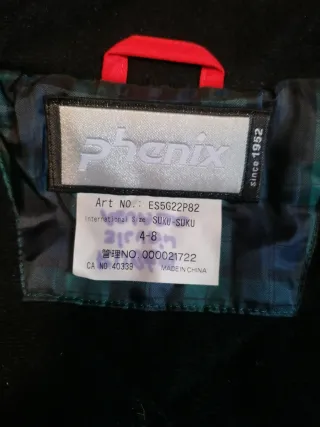 phenix
since 1952
Art NO.: ES5G22P82
International Size SUKU-SUKU
4-8
管理NO. 000021722
CA NO. 40339 MADE IN CHINA